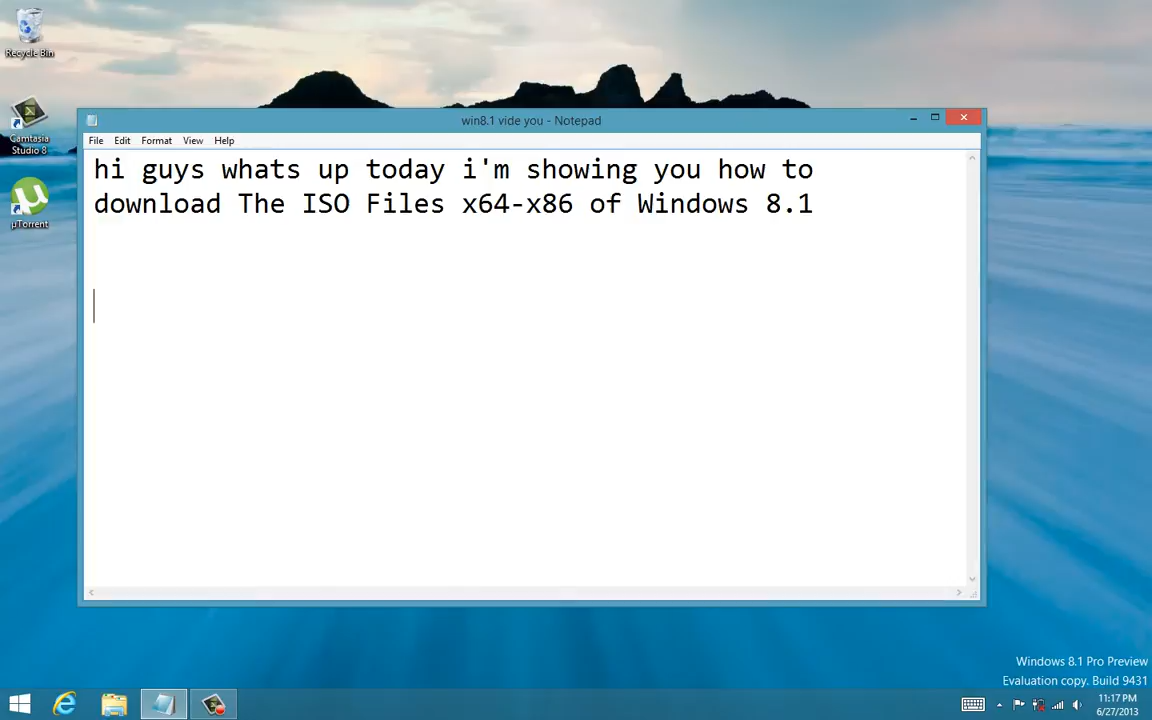 Recycle Bin
Camtasia
Studio 8
µTorrent
win8.1 vide you - Notepad
File Edit Format View Help
hi guys whats up today i'm showing you how to
download The ISO Files x64-x86 of Windows 8.1
Windows 8.1 Pro Preview
Evaluation copy. Build 9431
11:17 PM
6/27/2013